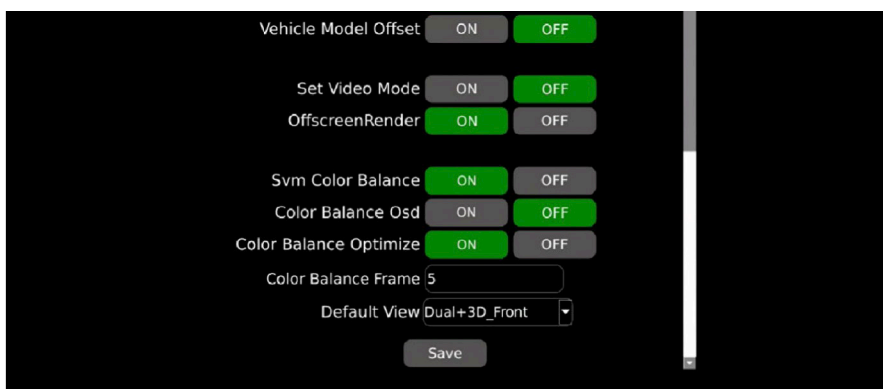 Vehicle Model Offset ON OFF
Set Video Mode ON OFF
OffscreenRender ON OFF
Svm Color Balance ON OFF
Color Balance Osd ON OFF
Color Balance Optimize ON OFF
Color Balance Frame 5
Default View Dual+3D_Front
Save